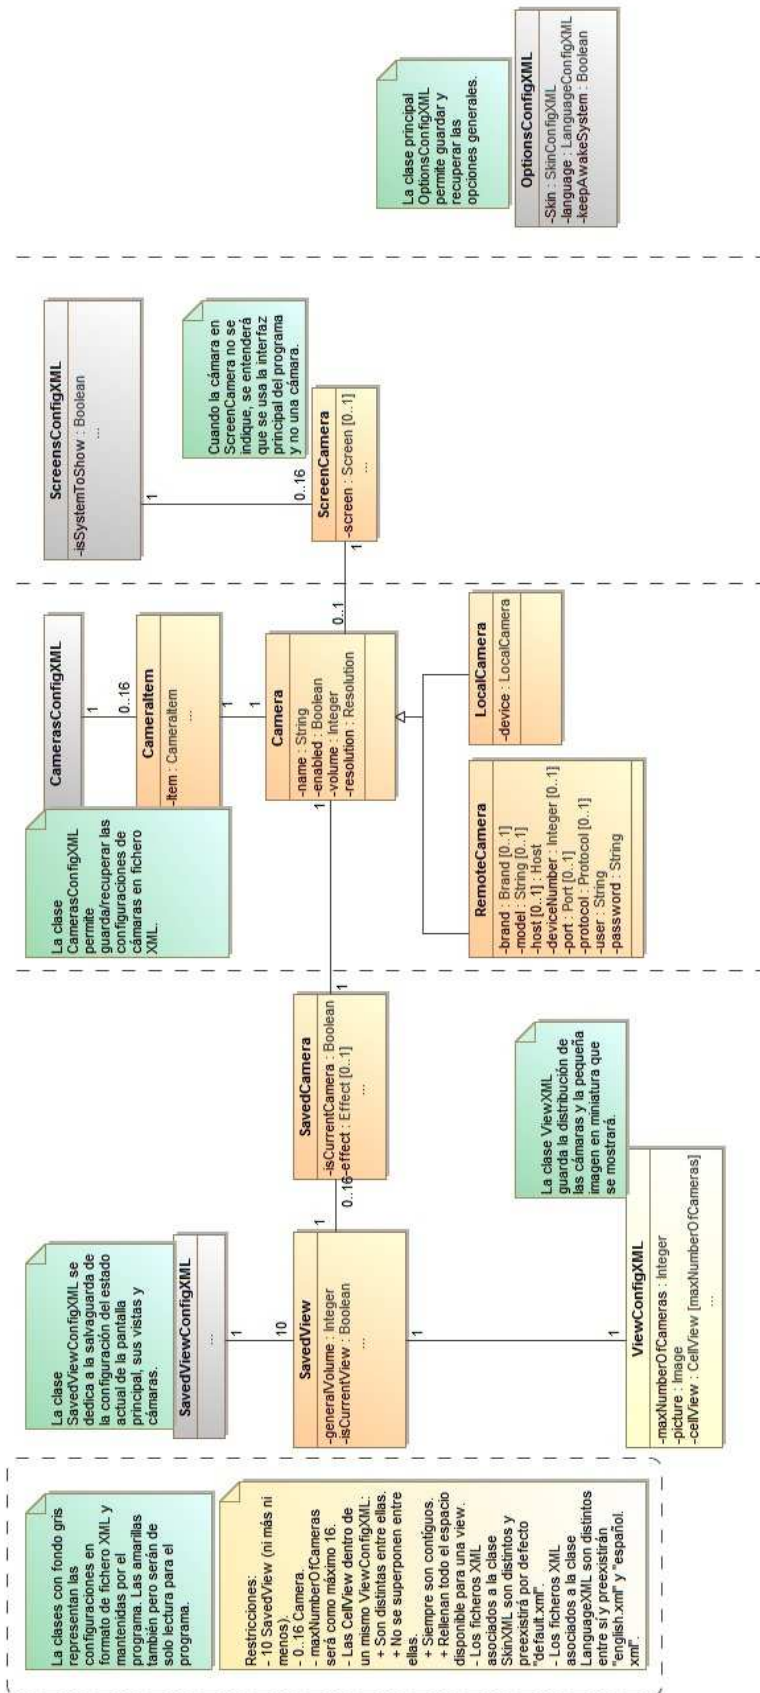 La clases con fondo gris
representan las
configuraciones en
formato de fichero XML y
mantenidas por el
programa. Las amarillas
también pero serán de
solo lectura para el
programa.
Restricciones:
- 10 SavedView (ni más ni
menos).
- 0..16 Camera.
- maxNumberOfCameras
será como máximo 16.
- Las CellView dentro de
un mismo ViewConfigXML:
+ Son distintas entre ellas.
+ No se superponen entre
ellas.
+ Siempre son contíguos.
+ Rellenan todo el espacio
disponible para una view.
- Los ficheros XML
asociados a la clase
SkinXML son distintos y
preexistirá por defecto
"default.xml".
- Los ficheros XML
asociados a la clase
LanguageXML son distintos
entre sí y preexistirán
"english.xml" y "español.
xml".
La clase
SavedViewConfigXML se
dedica a la salvaguarda de
la configuración del estado
actual de la pantalla
principal, sus vistas y
cámaras.
SavedViewConfigXML
...
1
10
SavedView
-generalVolume : Integer
-isCurrentView : Boolean
...
1
0..16
SavedCamera
-isCurrentCamera : Boolean
-effect : Effect [0..1]
...
1
1
ViewConfigXML
-maxNumberOfCameras : Integer
-picture : Image
-cellView : CellView [maxNumberOfCameras]
...
La clase ViewXML
guarda la distribución de
las cámaras y la pequeña
imagen en miniatura que
se mostrará.
1
1
La clase
CamerasConfigXML
permite
guarda/recuperar las
configuraciones de
cámaras en fichero
XML.
CamerasConfigXML
1
0..16
CameraItem
-Item : CameraItem
...
1
1
Camera
-name : String
-enabled : Boolean
-volume : Integer
-resolution : Resolution
0..1
1
RemoteCamera
-brand : Brand [0..1]
-model : String [0..1]
-host [0..1] : Host
-deviceNumber : Integer [0..1]
-port : Port [0..1]
-protocol : Protocol [0..1]
-user : String
-password : String
LocalCamera
-device : LocalCamera
ScreensConfigXML
-isSystemToShow : Boolean
...
1
0..16
Cuando la cámara en
ScreenCamera no se
indique, se entenderá
que se usa la interfaz
principal del programa
y no una cámara.
ScreenCamera
-screen : Screen [0..1]
...
La clase principal
OptionsConfigXML
permite guardar y
recuperar las
opciones generales.
OptionsConfigXML
-Skin : SkinConfigXML
-language : LanguageConfigXML
-keepAwakeSystem : Boolean